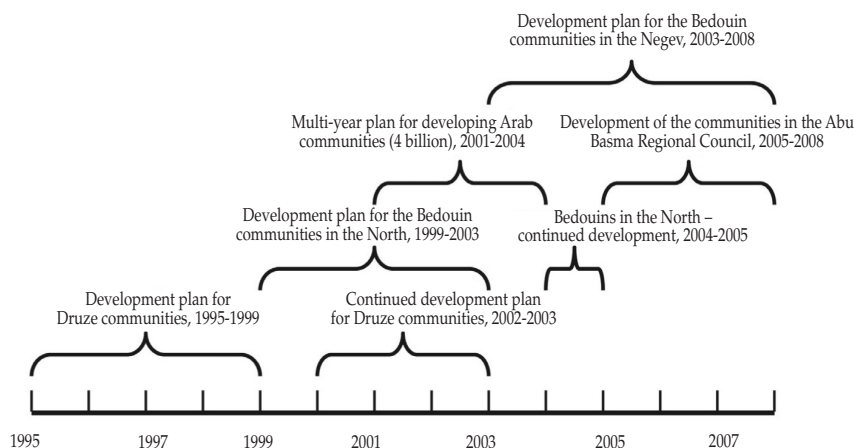 Development plan for the Bedouin
communities in the Negev, 2003-2008
Multi-year plan for developing Arab
communities (4 billion), 2001-2004
Development of the communities in the Abu
Basma Regional Council, 2005-2008
Development plan for the Bedouin
communities in the North, 1999-2003
Bedouins in the North –
continued development, 2004-2005
Development plan for
Druze communities, 1995-1999
Continued development plan
for Druze communities, 2002-2003
1995 1997 1999 2001 2003 2005 2007